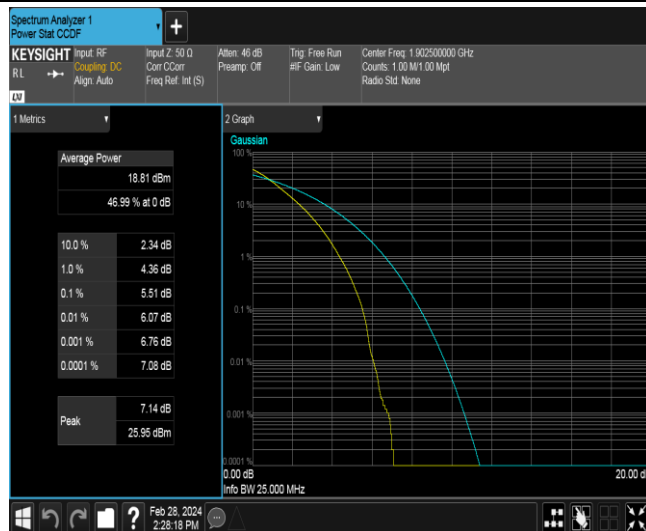 Spectrum Analyzer 1
Power Stat CCDF
+
KEYSIGHT
RL
LXI
Input: RF
Coupling: DC
Align: Auto
Input Z: 50 Ω
Corr CCorr
Freq Ref: Int (S)
Atten: 46 dB
Preamp: Off
Trig: Free Run
#IF Gain: Low
Center Freq: 1.902500000 GHz
Counts: 1.00 M/1.00 Mpt
Radio Std: None
1 Metrics
Average Power
18.81 dBm
46.99 % at 0 dB
10.0 % 2.34 dB
1.0 % 4.36 dB
0.1 % 5.51 dB
0.01 % 6.07 dB
0.001 % 6.76 dB
0.0001 % 7.08 dB
Peak
7.14 dB
25.95 dBm
2 Graph
Gaussian
100 %
10 %
1 %
0.1 %
0.01 %
0.001 %
0.0001 %
0.00 dB
20.00 d
Info BW 25.000 MHz
?
Feb 28, 2024
2:28:18 PM